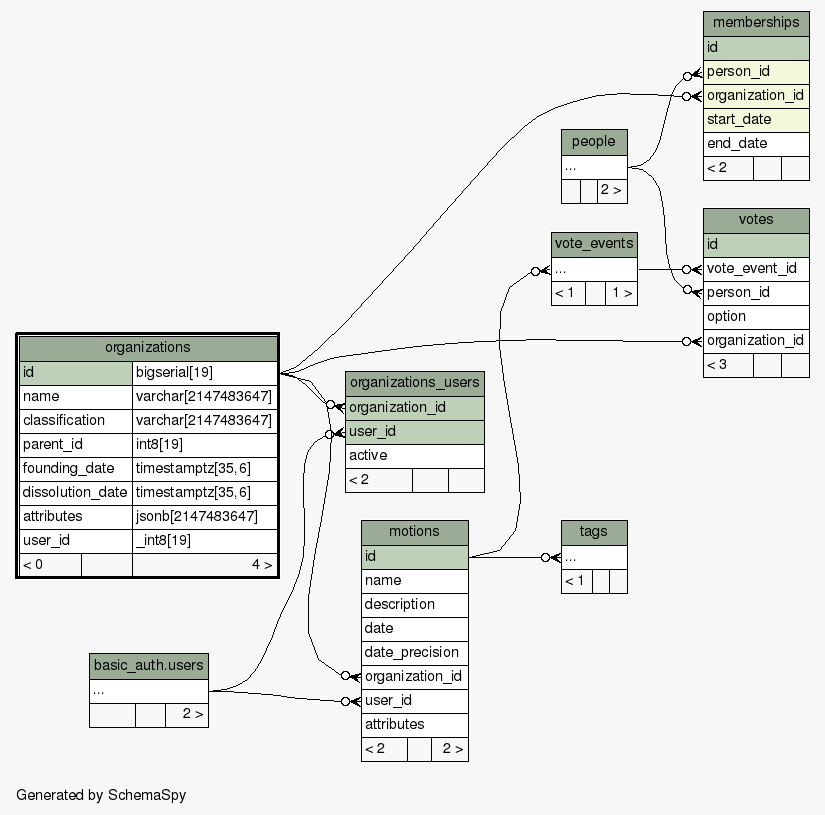 memberships
id
person_id
organization_id
start_date
end_date
< 2
people
...
2 >
votes
id
vote_event_id
person_id
option
organization_id
< 3
vote_events
...
< 1 1 >
organizations
id bigserial[19]
name varchar[2147483647]
classification varchar[2147483647]
parent_id int8[19]
founding_date timestamptz[35,6]
dissolution_date timestamptz[35,6]
attributes jsonb[2147483647]
user_id _int8[19]
< 0 4 >
organizations_users
organization_id
user_id
active
< 2
motions
id
name
description
date
date_precision
organization_id
user_id
attributes
< 2 2 >
tags
...
< 1
basic_auth.users
...
2 >
Generated by SchemaSpy